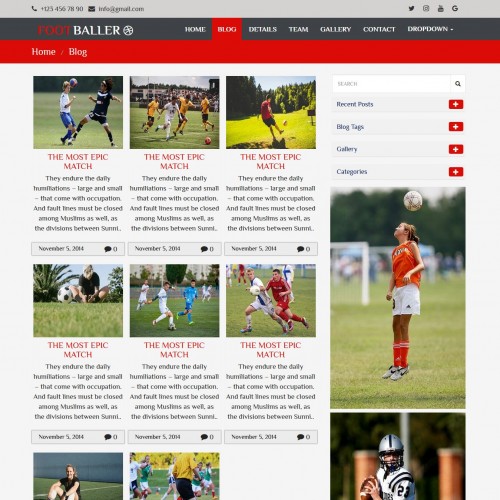 +123 456 78 90 info@gmail.com
FOOTBALLER
HOME BLOG DETAILS TEAM GALLERY CONTACT DROPDOWN
Home / Blog
THE MOST EPIC
MATCH
They endure the daily
humiliations – large and small
– that come with occupation.
And fault lines must be closed
among Muslims as well, as
the divisions between Sunni..
November 5, 2014 0
THE MOST EPIC
MATCH
They endure the daily
humiliations – large and small
– that come with occupation.
And fault lines must be closed
among Muslims as well, as
the divisions between Sunni..
November 5, 2014 0
THE MOST EPIC
MATCH
They endure the daily
humiliations – large and small
– that come with occupation.
And fault lines must be closed
among Muslims as well, as
the divisions between Sunni..
November 5, 2014 0
THE MOST EPIC
MATCH
They endure the daily
humiliations – large and small
– that come with occupation.
And fault lines must be closed
among Muslims as well, as
the divisions between Sunni..
November 5, 2014 0
THE MOST EPIC
MATCH
They endure the daily
humiliations – large and small
– that come with occupation.
And fault lines must be closed
among Muslims as well, as
the divisions between Sunni..
November 5, 2014 0
THE MOST EPIC
MATCH
They endure the daily
humiliations – large and small
– that come with occupation.
And fault lines must be closed
among Muslims as well, as
the divisions between Sunni..
November 5, 2014 0
SEARCH
Recent Posts
Blog Tags
Gallery
Categories
21